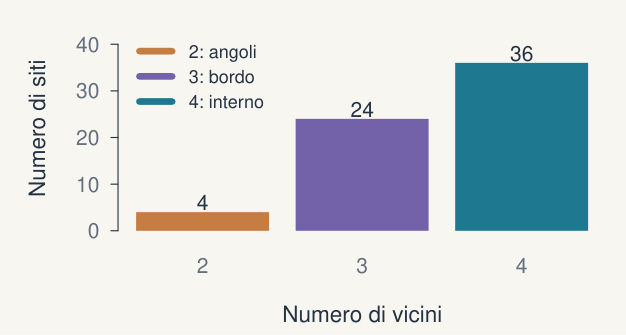 Numero di siti
40
30
20
10
0
2: angoli
3: bordo
4: interno
4
24
36
2
3
4
Numero di vicini